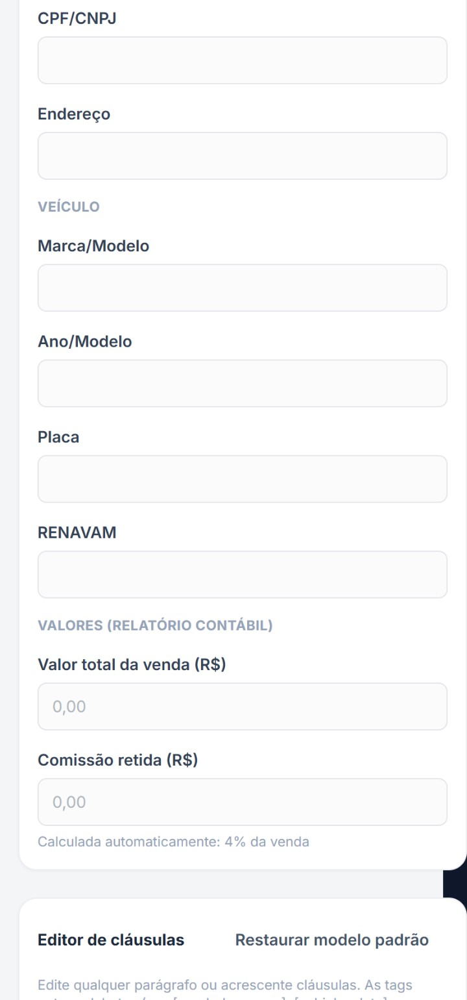 CPF/CNPJ
Endereço
VEÍCULO
Marca/Modelo
Ano/Modelo
Placa
RENAVAM
VALORES (RELATÓRIO CONTÁBIL)
Valor total da venda (R$)
0,00
Comissão retida (R$)
0,00
Calculada automaticamente: 4% da venda
Editor de cláusulas
Restaurar modelo padrão
Edite qualquer parágrafo ou acrescente cláusulas. As tags